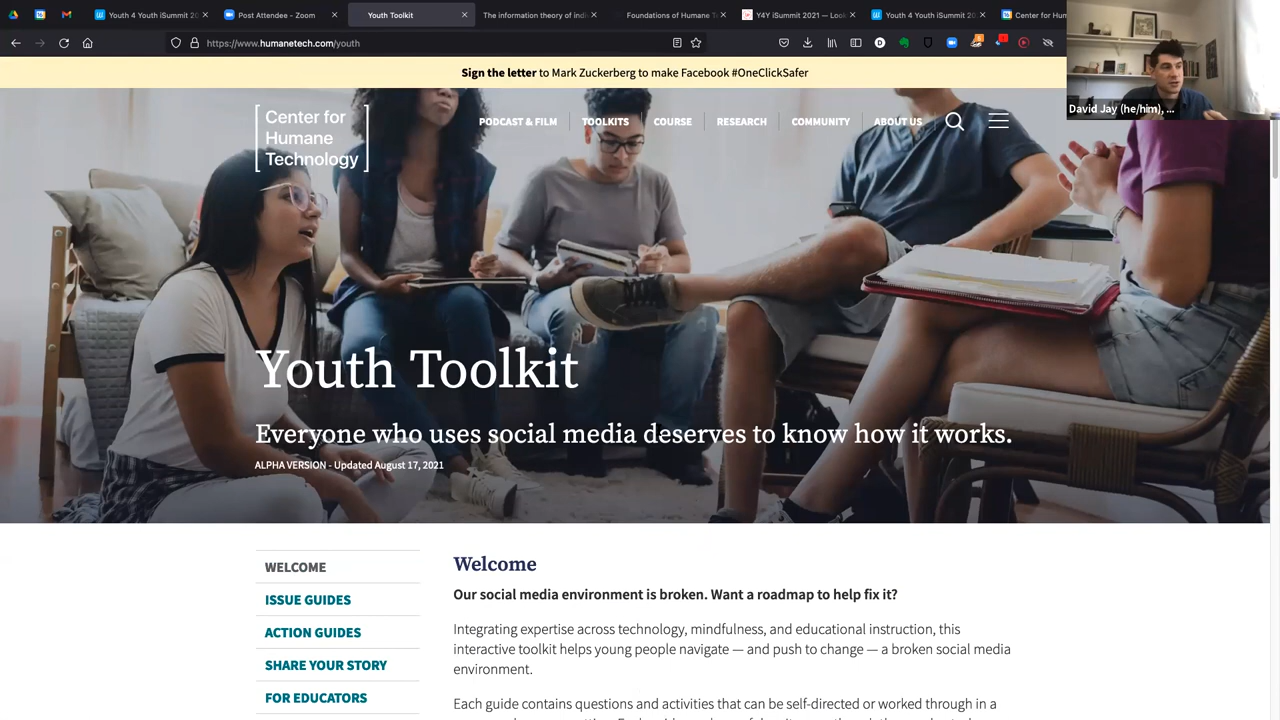 Youth 4 Youth iSummit 20
Post Attendee - Zoom
Youth Toolkit
The information theory of ind
Foundations of Humane T
Y4Y iSummit 2021 — Loo
Youth 4 Youth iSummit 20
Center for Hum
https://www.humanetech.com/youth
David Jay (he/him), ...
Sign the letter to Mark Zuckerberg to make Facebook #OneClickSafer
Center for
Humane
Technology
PODCAST & FILM
TOOLKITS
COURSE
RESEARCH
COMMUNITY
ABOUT US
Youth Toolkit
Everyone who uses social media deserves to know how it works.
ALPHA VERSION - Updated August 17, 2021
WELCOME
ISSUE GUIDES
ACTION GUIDES
SHARE YOUR STORY
FOR EDUCATORS
Welcome
Our social media environment is broken. Want a roadmap to help fix it?
Integrating expertise across technology, mindfulness, and educational instruction, this
interactive toolkit helps young people navigate — and push to change — a broken social media
environment.
Each guide contains questions and activities that can be self-directed or worked through in a